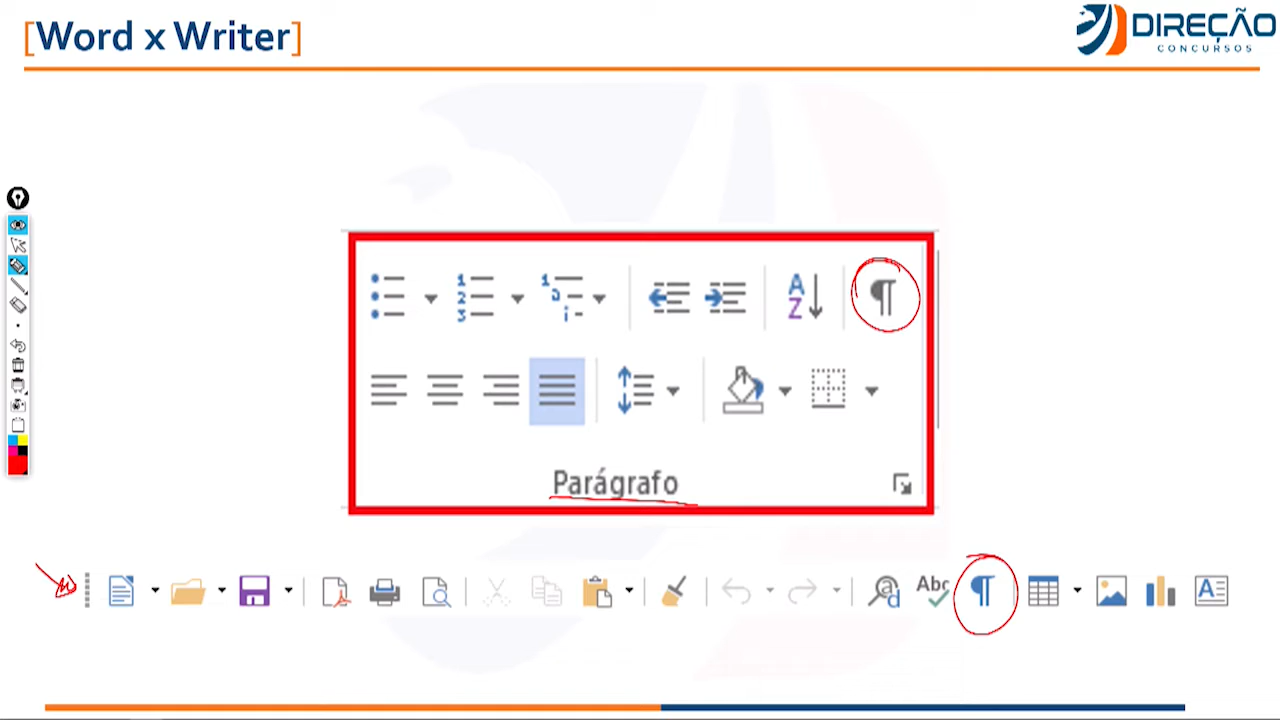 [Word x Writer]
DIREÇÃO
CONCURSOS
Parágrafo
Abc